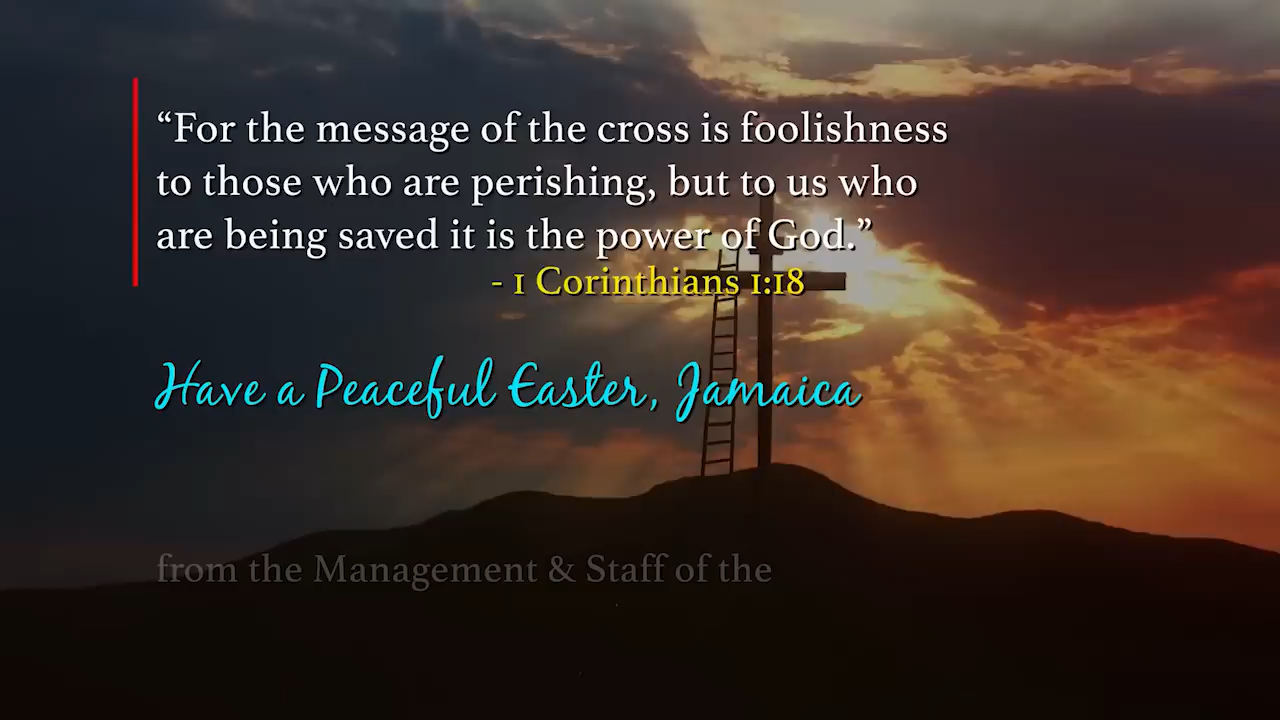 “For the message of the cross is foolishness
to those who are perishing, but to us who
are being saved it is the power of God.”
- 1 Corinthians 1:18
Have a Peaceful Easter, Jamaica
from the Management & Staff of the